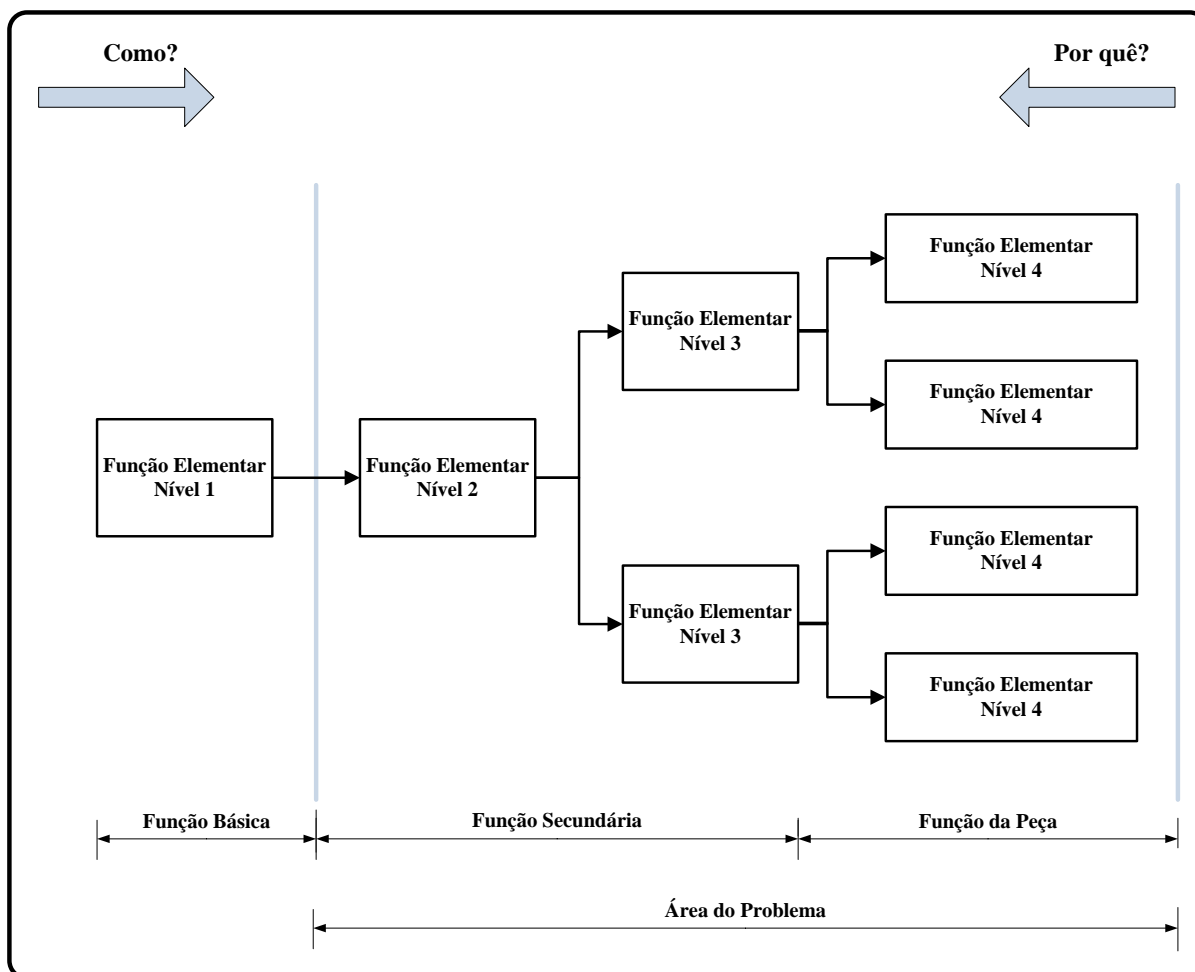 Como?
Por quê?
Função Elementar
Nível 4
Função Elementar
Nível 3
Função Elementar
Nível 4
Função Elementar
Nível 1
Função Elementar
Nível 2
Função Elementar
Nível 4
Função Elementar
Nível 3
Função Elementar
Nível 4
Função Básica
Função Secundária
Função da Peça
Área do Problema